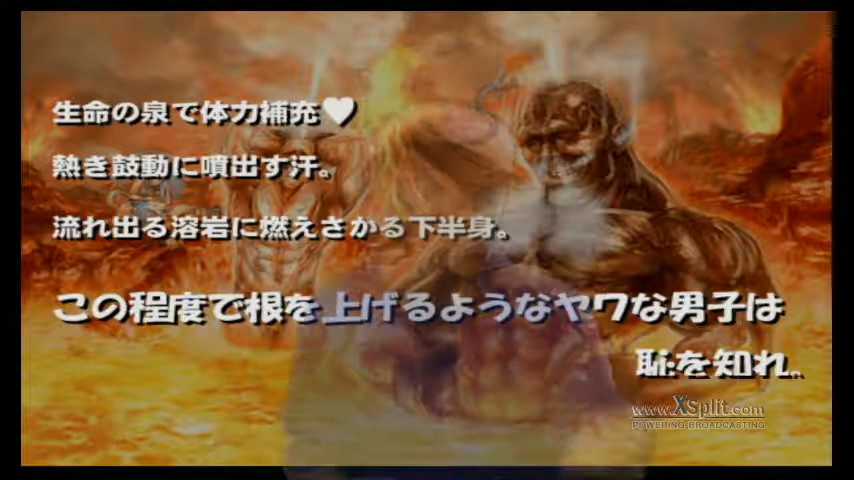 生命の泉で体力補充♥
熱き鼓動に噴出す汗。
流れ出る溶岩に燃えさかる下半身。
この程度で根を上げるようなヤワな男子は
恥を知れ。
www.XSplit.com
POWERING BROADCASTING